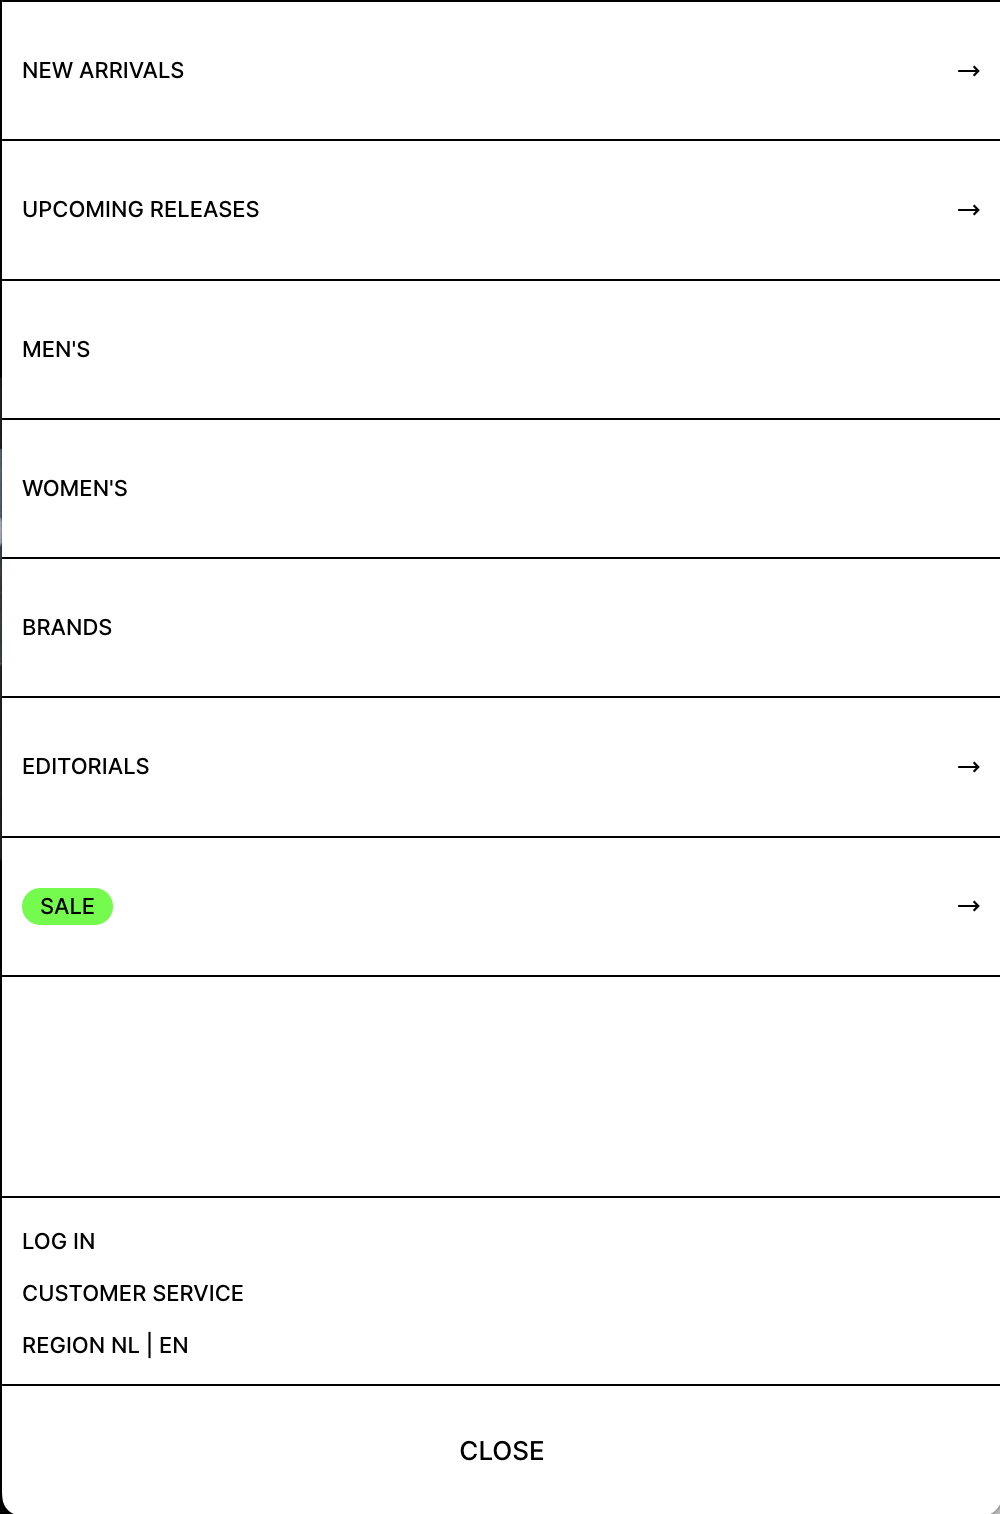 NEW ARRIVALS →
UPCOMING RELEASES →
MEN'S
WOMEN'S
BRANDS
EDITORIALS →
SALE →
LOG IN
CUSTOMER SERVICE
REGION NL | EN
CLOSE